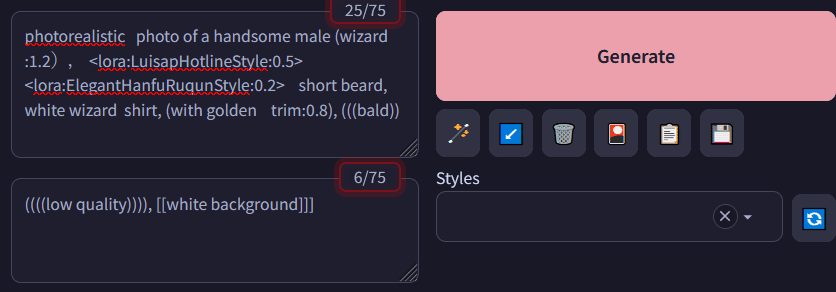 25/75
photorealistic photo of a handsome male (wizard
:1.2）, <lora:LuisapHotlineStyle:0.5>
<lora:ElegantHanfuRuqunStyle:0.2> short beard,
white wizard shirt, (with golden trim:0.8), (((bald))
Generate
6/75
((((low quality)))), [[white background]]]
Styles